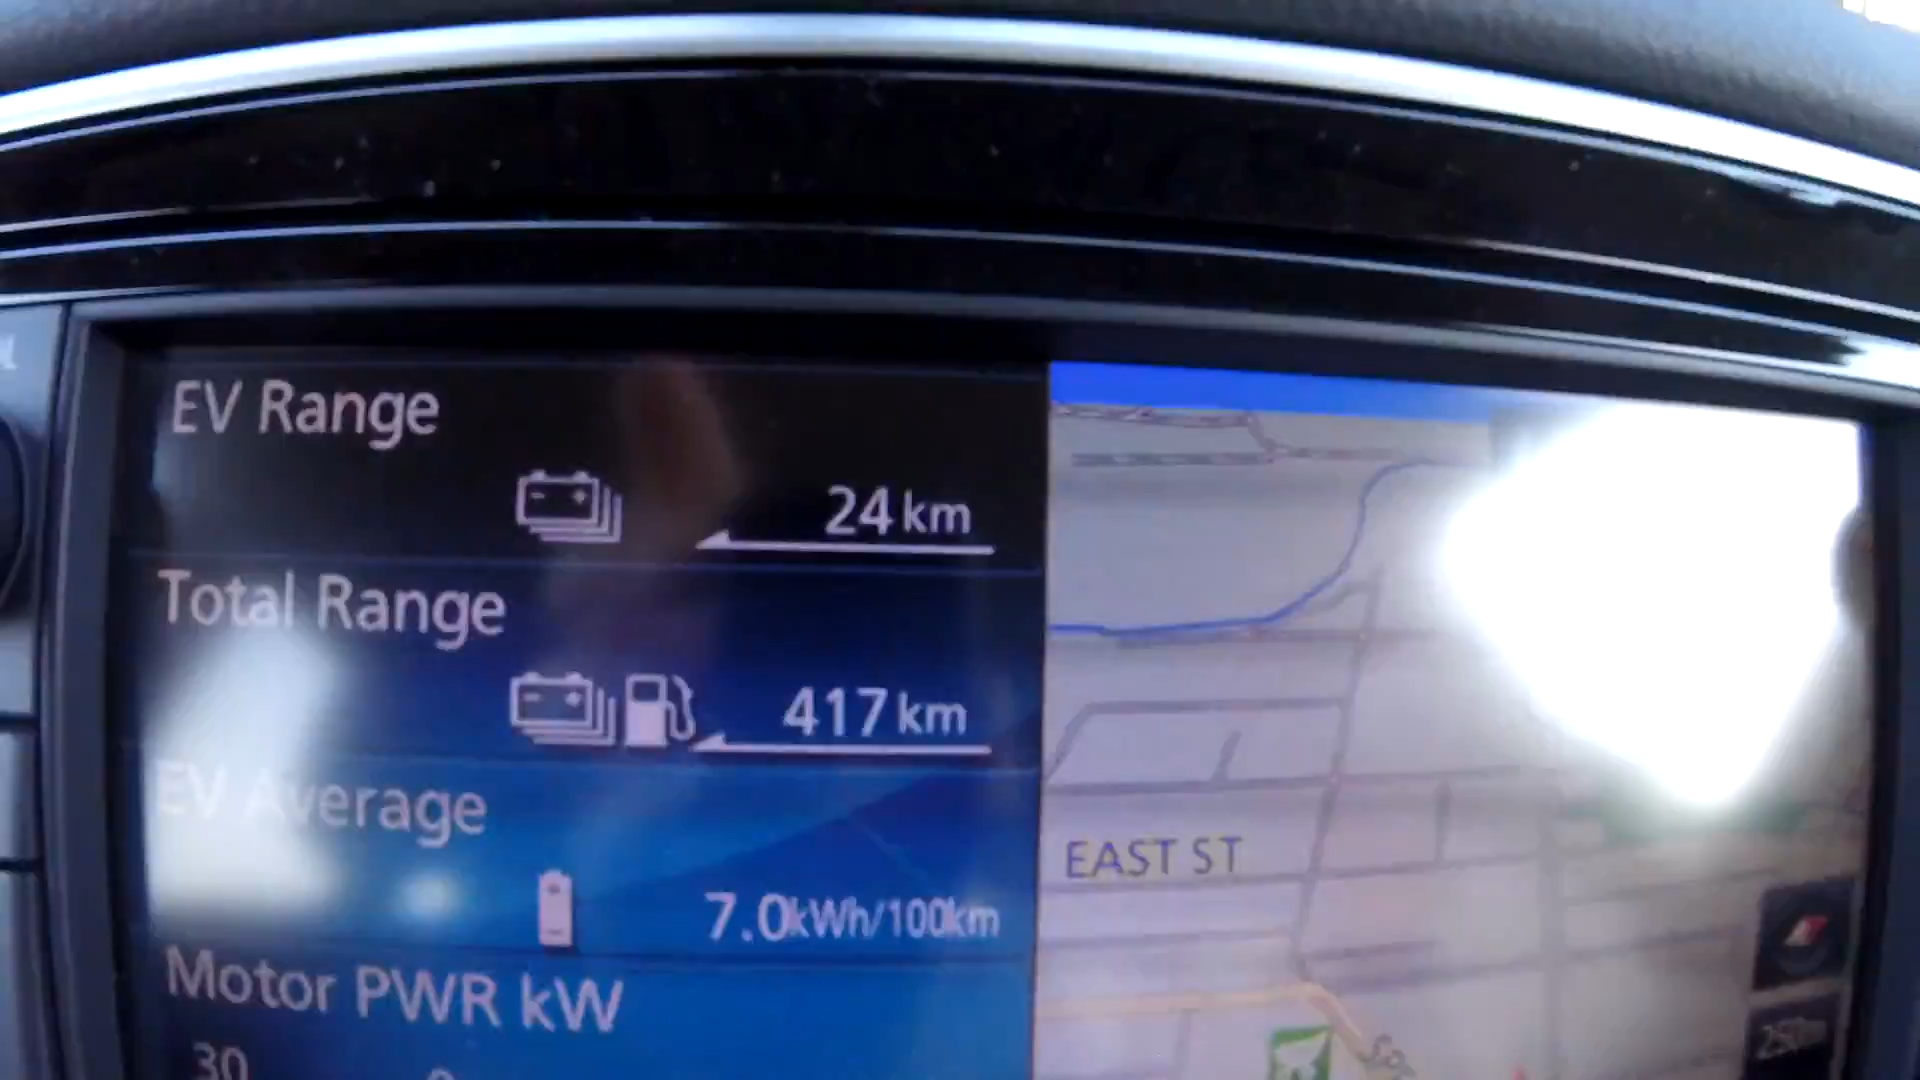 EV Range
24 km
Total Range
417 km
EV Average
7.0kWh/100km
Motor PWR kW
30
EAST ST